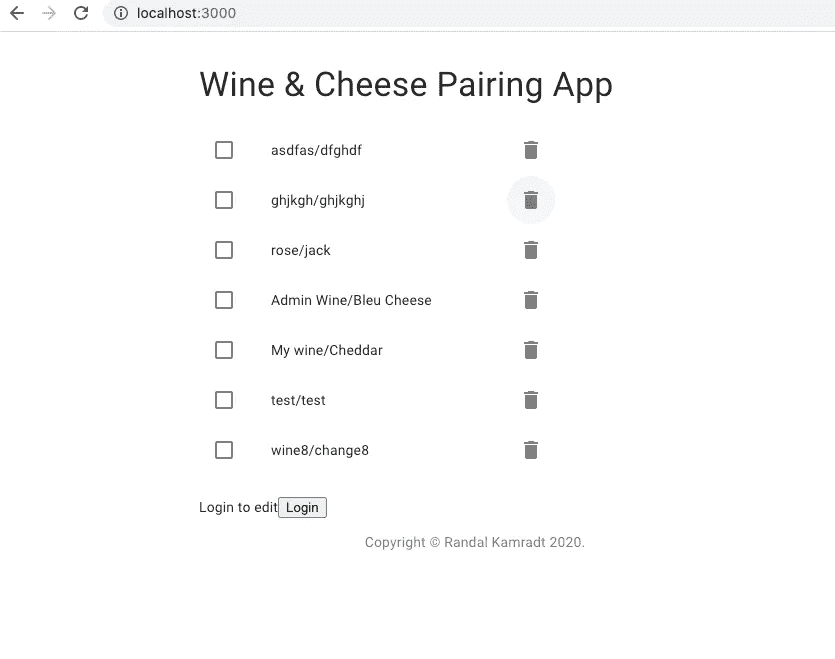 localhost:3000
Wine & Cheese Pairing App
asdfas/dfghdf
ghjkgh/ghjkghj
rose/jack
Admin Wine/Bleu Cheese
My wine/Cheddar
test/test
wine8/change8
Login to edit Login
Copyright © Randal Kamradt 2020.